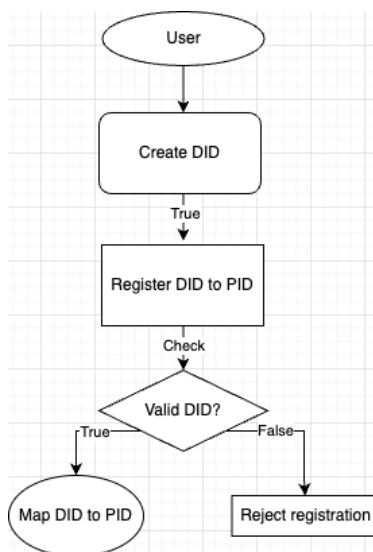 User
Create DID
True
Register DID to PID
Check
Valid DID?
True
False
Map DID to PID
Reject registration